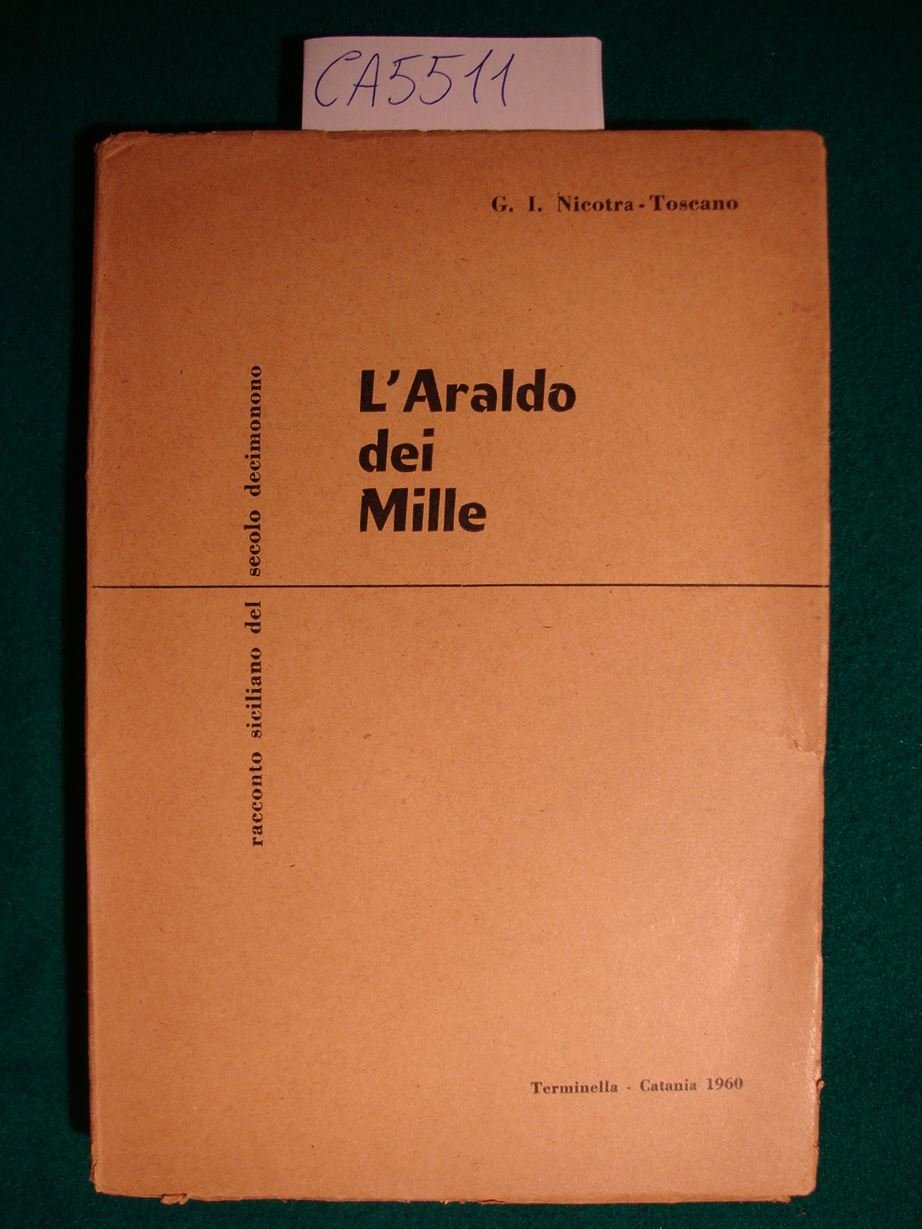 CA5511
G. I. Nicotra - Toscano
L'Araldo
dei
Mille
racconto siciliano del secolo decimonono
Terminella - Catania 1960